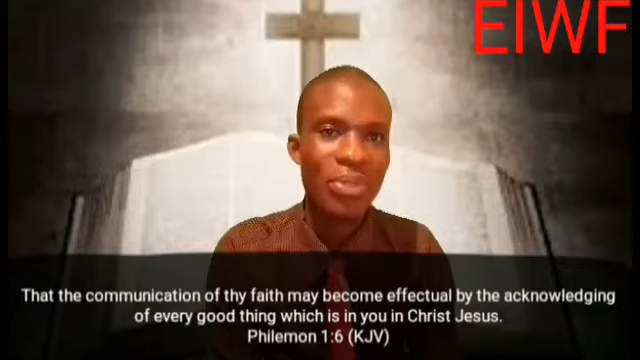 EIWF
That the communication of thy faith may become effectual by the acknowledging
of every good thing which is in you in Christ Jesus.
Philemon 1:6 (KJV)